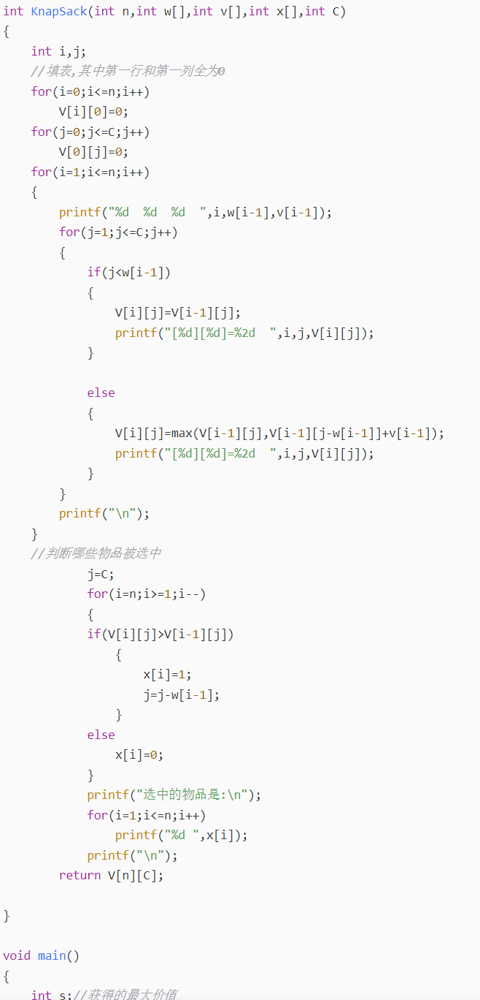 int KnapSack(int n,int w[],int v[],int x[],int C)
{
    int i,j;
    //填表,其中第一行和第一列全为0
    for(i=0;i<=n;i++)
        V[i][0]=0;
    for(j=0;j<=C;j++)
        V[0][j]=0;
    for(i=1;i<=n;i++)
    {
        printf("%d  %d  %d  ",i,w[i-1],v[i-1]);
        for(j=1;j<=C;j++)
        {
            if(j<w[i-1])
            {
                V[i][j]=V[i-1][j];
                printf("[%d][%d]=%2d  ",i,j,V[i][j]);
            }

            else
            {
                V[i][j]=max(V[i-1][j],V[i-1][j-w[i-1]]+v[i-1]);
                printf("[%d][%d]=%2d  ",i,j,V[i][j]);
            }
        }
        printf("\n");
    }
    //判断哪些物品被选中
            j=C;
            for(i=n;i>=1;i--)
            {
            if(V[i][j]>V[i-1][j])
                {
                    x[i]=1;
                    j=j-w[i-1];
                }
            else
                x[i]=0;
            }
            printf("选中的物品是:\n");
            for(i=1;i<=n;i++)
                printf("%d ",x[i]);
            printf("\n");
        return V[n][C];

}

void main()
{
    int s;//获得的最大价值